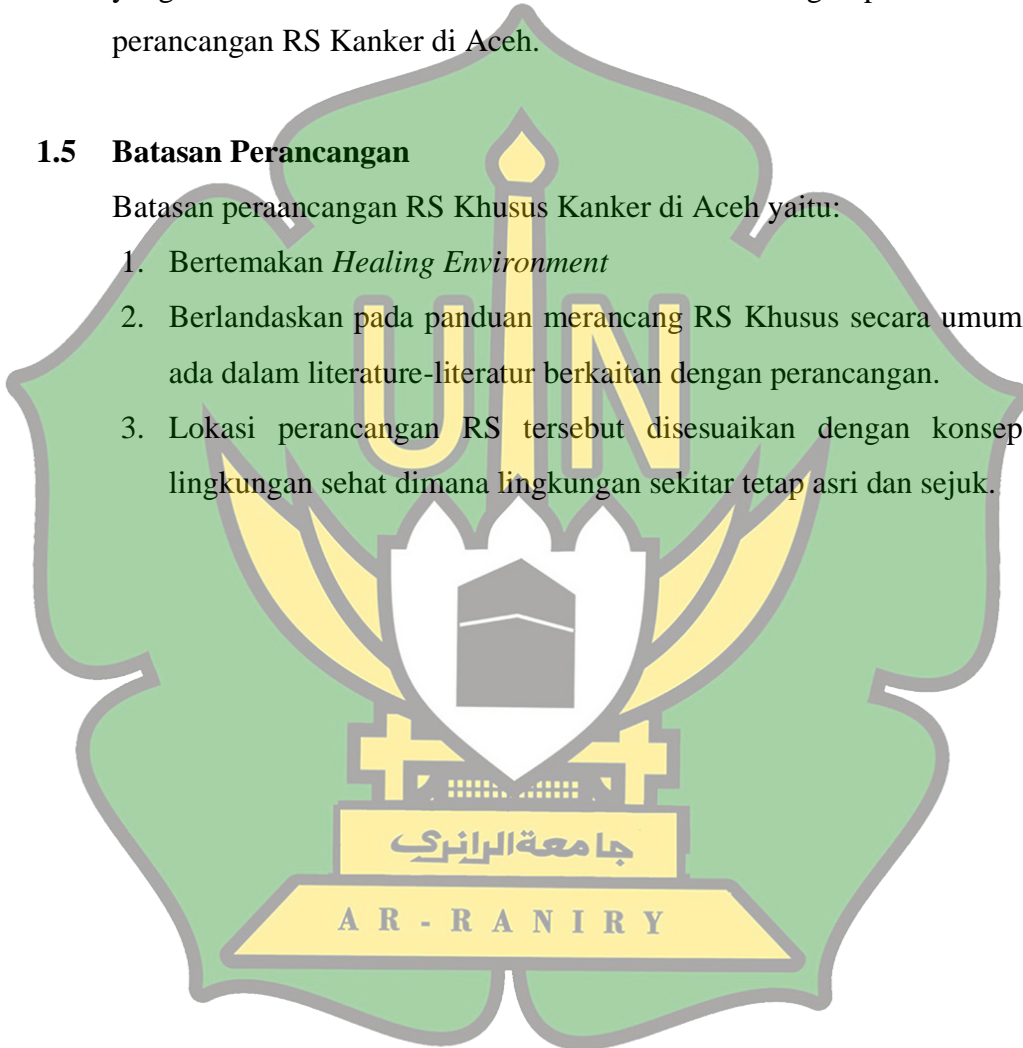 perancangan RS Kanker di Aceh.
1.5 Batasan Perancangan
Batasan peraancangan RS Khusus Kanker di Aceh yaitu:
1. Bertemakan Healing Environment
2. Berlandaskan pada panduan merancang RS Khusus secara umum
ada dalam literature-literatur berkaitan dengan perancangan.
3. Lokasi perancangan RS tersebut disesuaikan dengan konsep
lingkungan sehat dimana lingkungan sekitar tetap asri dan sejuk.
UIN
جامعة الرانري
AR-RANIRY